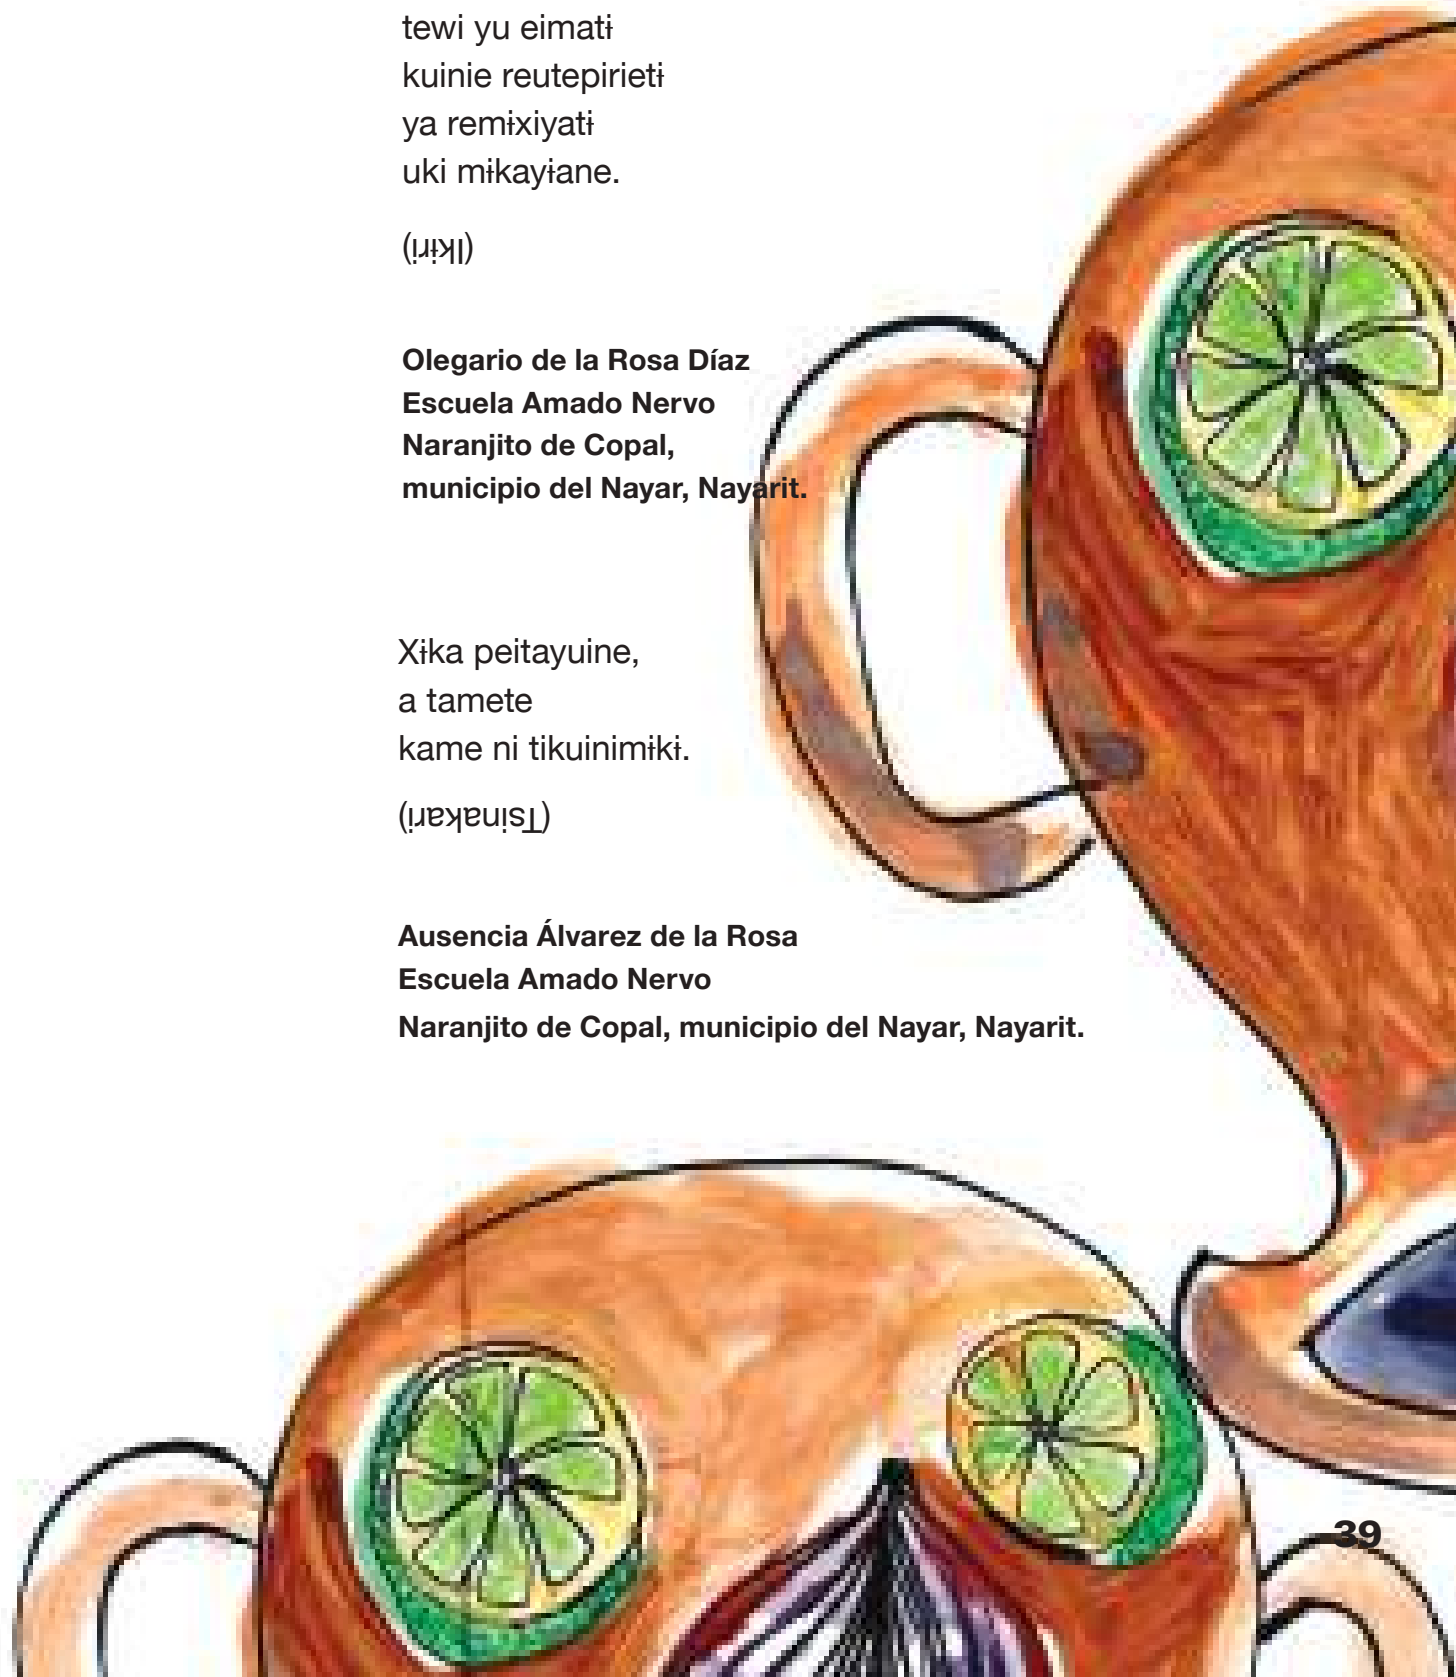 tewi yu eimatɨ
kuinie reutepirietɨ
ya remɨxiyatɨ
uki mɨkayɨane.
(Ikɨri)
Olegario de la Rosa Díaz
Escuela Amado Nervo
Naranjito de Copal,
municipio del Nayar, Nayarit.
Xɨka peitayuine,
a tamete
kame ni tikuinimɨkɨ.
(Tsinakari)
Ausencia Álvarez de la Rosa
Escuela Amado Nervo
Naranjito de Copal, municipio del Nayar, Nayarit.
39